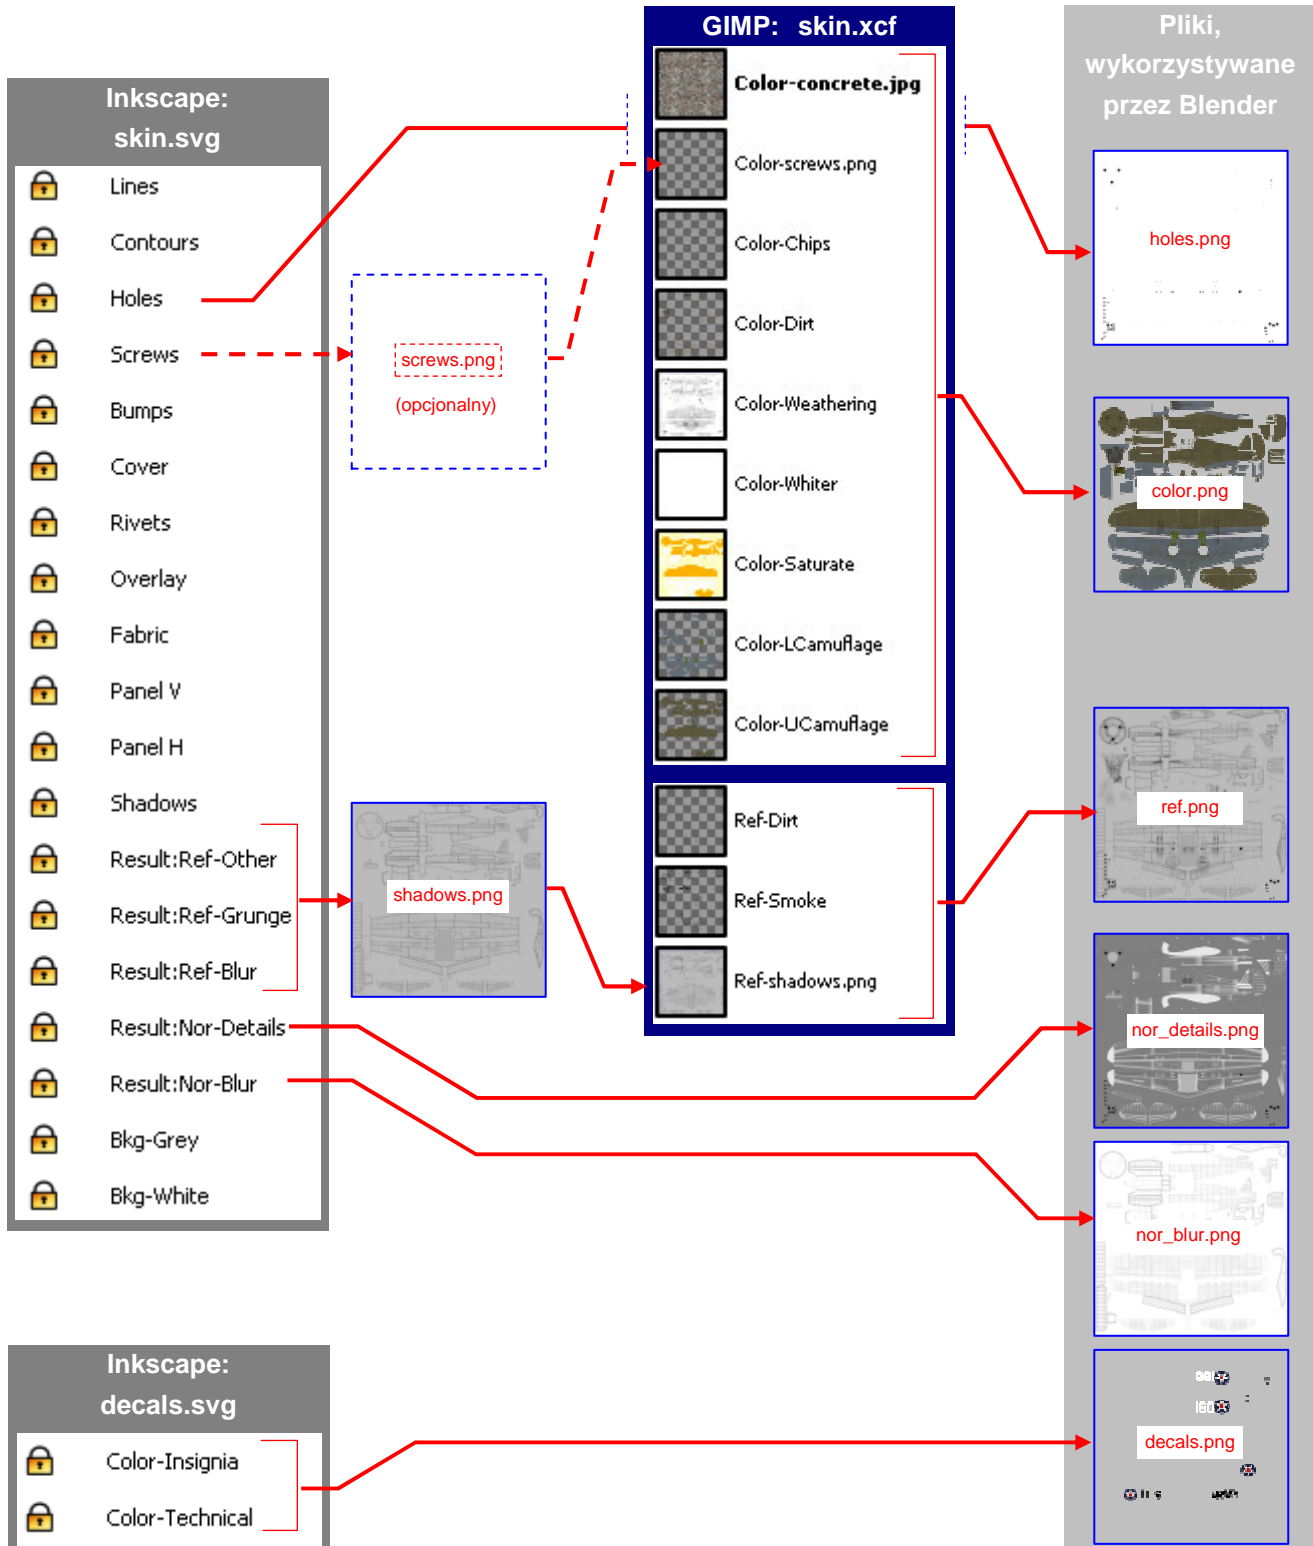 Inkscape:
skin.svg
Lines
Contours
Holes
Screws
Bumps
Cover
Rivets
Overlay
Fabric
Panel V
Panel H
Shadows
Result:Ref-Other
Result:Ref-Grunge
Result:Ref-Blur
Result:Nor-Details
Result:Nor-Blur
Bkg-Grey
Bkg-White
Inkscape:
decals.svg
Color-Insignia
Color-Technical
screws.png
(opcjonalny)
shadows.png
GIMP: skin.xcf
Color-concrete.jpg
Color-screws.png
Color-Chips
Color-Dirt
Color-Weathering
Color-Whiter
Color-Saturate
Color-LCamuflage
Color-UCamuflage
Ref-Dirt
Ref-Smoke
Ref-shadows.png
Pliki,
wykorzystywane
przez Blender
holes.png
color.png
ref.png
nor_details.png
nor_blur.png
160
decals.png